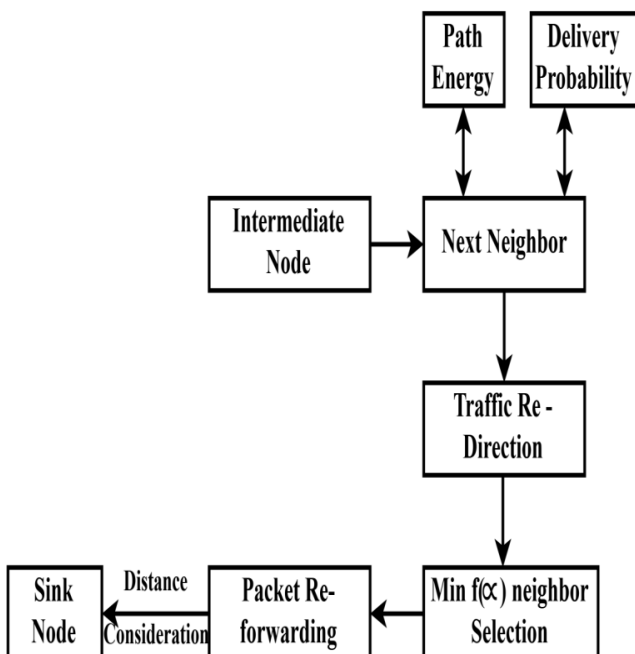 Path
Energy
Delivery
Probability
Intermediate
Node
Next Neighbor
Traffic Re -
Direction
Sink
Node
Distance
Consideration
Packet Re-
forwarding
Min f(∝) neighbor
Selection